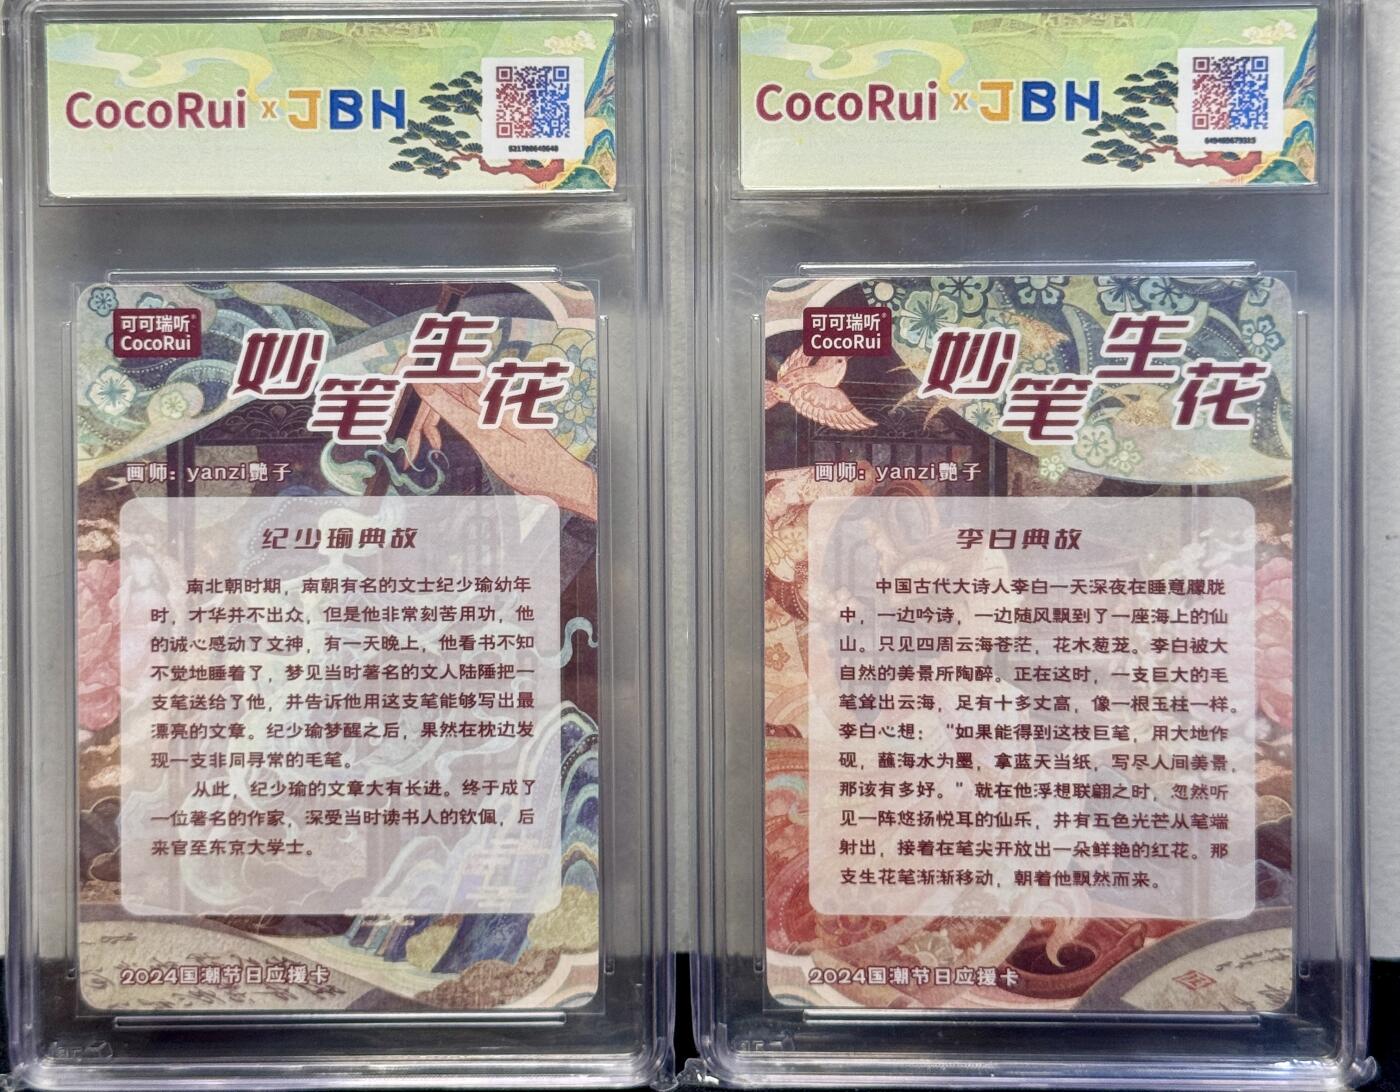 CocoRui x JBH
521700640648
可可瑞听®
CocoRui
妙笔生花
画师：yanzi艷子
纪少瑜典故
南北朝时期，南朝有名的文士纪少瑜幼年
时，才华并不出众，但是他非常刻苦用功，他
的诚心感动了文神，有一天晚上，他看书不知
不觉地睡着了，梦见当时著名的文人陆陲把一
支笔送给了他，并告诉他用这支笔能够写出最
漂亮的文章。纪少瑜梦醒之后，果然在枕边发
现一支非同寻常的毛笔。
从此，纪少瑜的文章大有长进。终于成了
一位著名的作家，深受当时读书人的钦佩，后
来官至东京大学士。
2024国潮节日应援卡
CocoRui x JBH
可可瑞听®
CocoRui
妙笔生花
画师：yanzi艷子
李白典故
中国古代大诗人李白一天深夜在睡意朦胧
中，一边吟诗，一边随风飘到了一座海上的仙
山。只见四周云海苍茫，花木葱茏。李白被大
自然的美景所陶醉。正在这时，一支巨大的毛
笔耸出云海，足有十多丈高，像一根玉柱一样。
李白心想：“如果能得到这枝巨笔，用大地作
砚，蘸海水为墨，拿蓝天当纸，写尽人间美景，
那该有多好。”就在他浮想联翩之时，忽然听
见一阵悠扬悦耳的仙乐，并有五色光芒从笔端
射出，接着在笔尖开放出一朵鲜艳的红花。那
支生花笔渐渐移动，朝着他飘然而来。
2024国潮节日应援卡